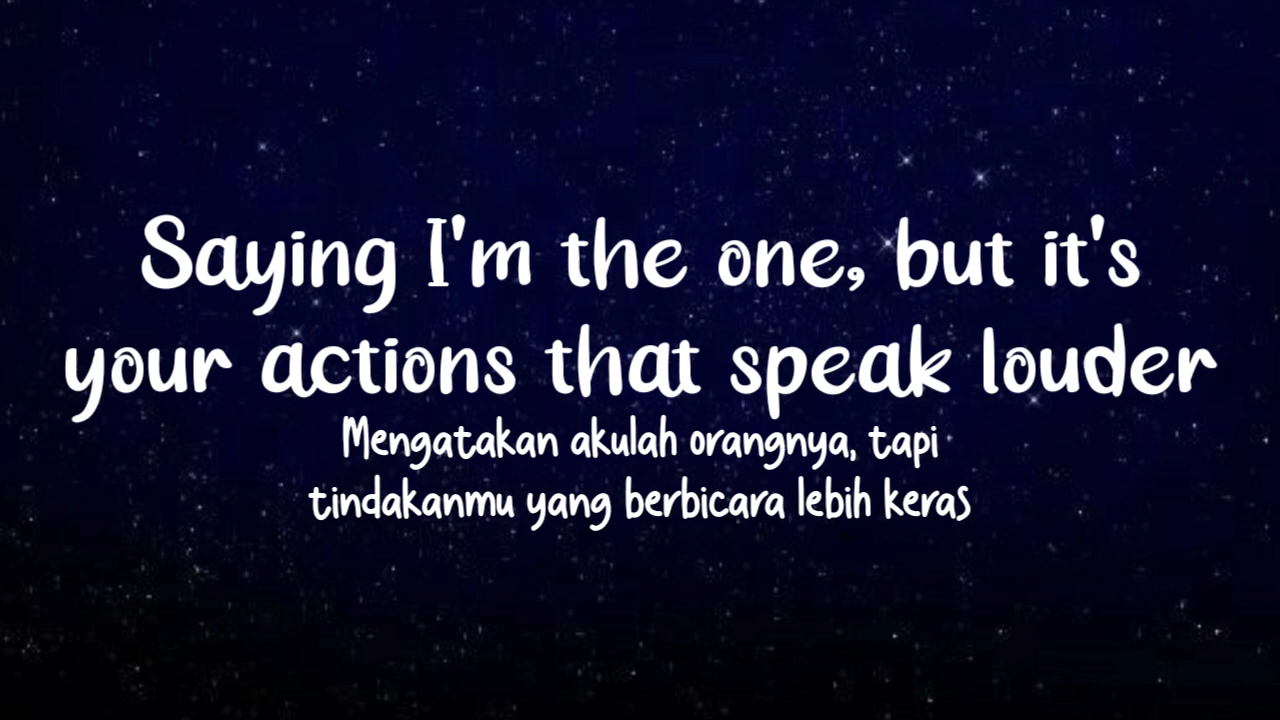 Saying I'm the one, but it's
your actions that speak louder
Mengatakan akulah orangnya, tapi
tindakanmu yang berbicara lebih keras